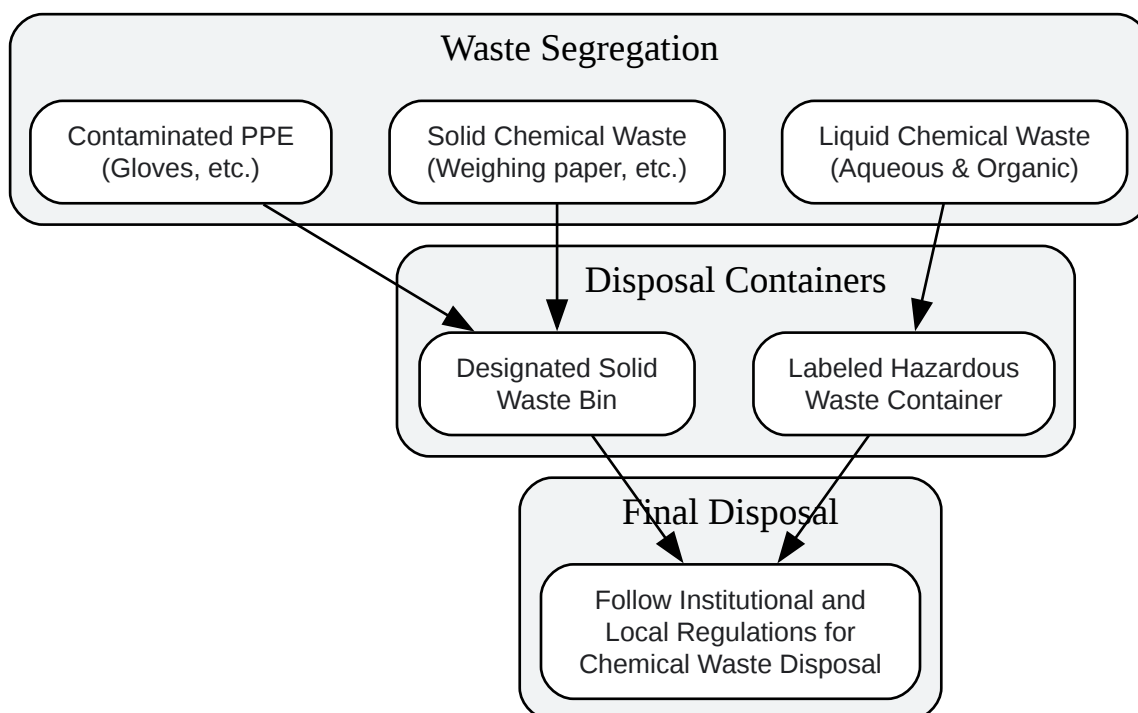 Waste Segregation
Contaminated PPE
(Gloves, etc.)
Solid Chemical Waste
(Weighing paper, etc.)
Liquid Chemical Waste
(Aqueous & Organic)
Disposal Containers
Designated Solid
Waste Bin
Labeled Hazardous
Waste Container
Final Disposal
Follow Institutional and
Local Regulations for
Chemical Waste Disposal